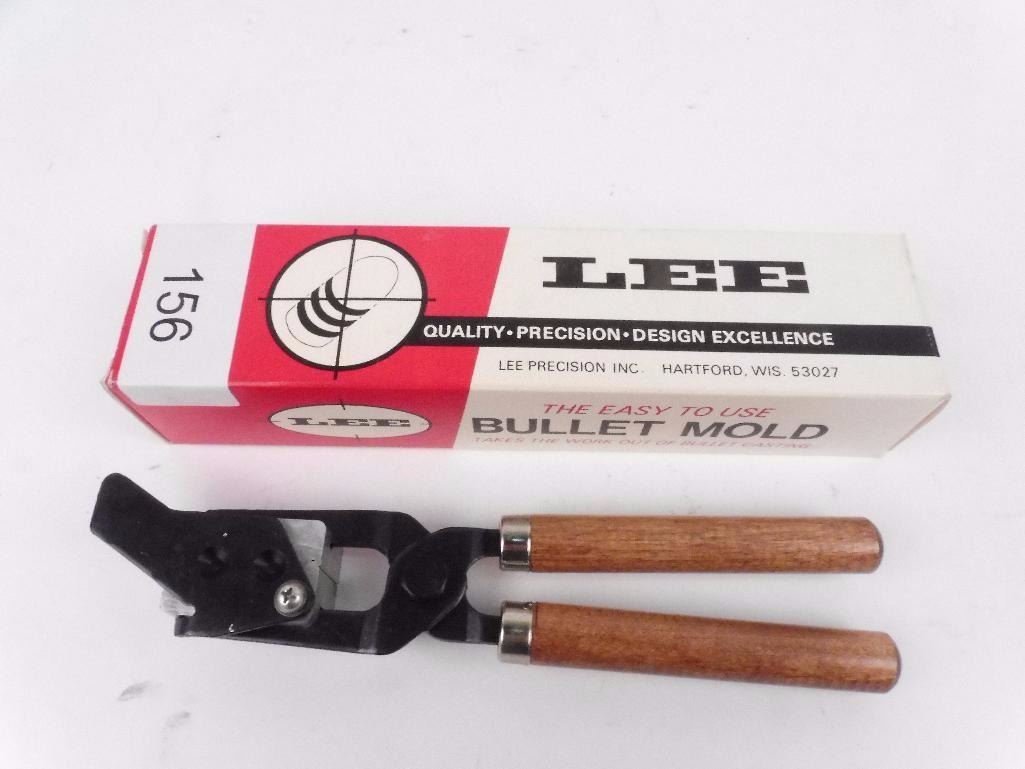 156
LEE
QUALITY•PRECISION•DESIGN EXCELLENCE
LEE PRECISION INC. HARTFORD, WIS. 53027
LEE
THE EASY TO USE
BULLET MOLD
TAKES THE WORK OUT OF BULLET CASTING